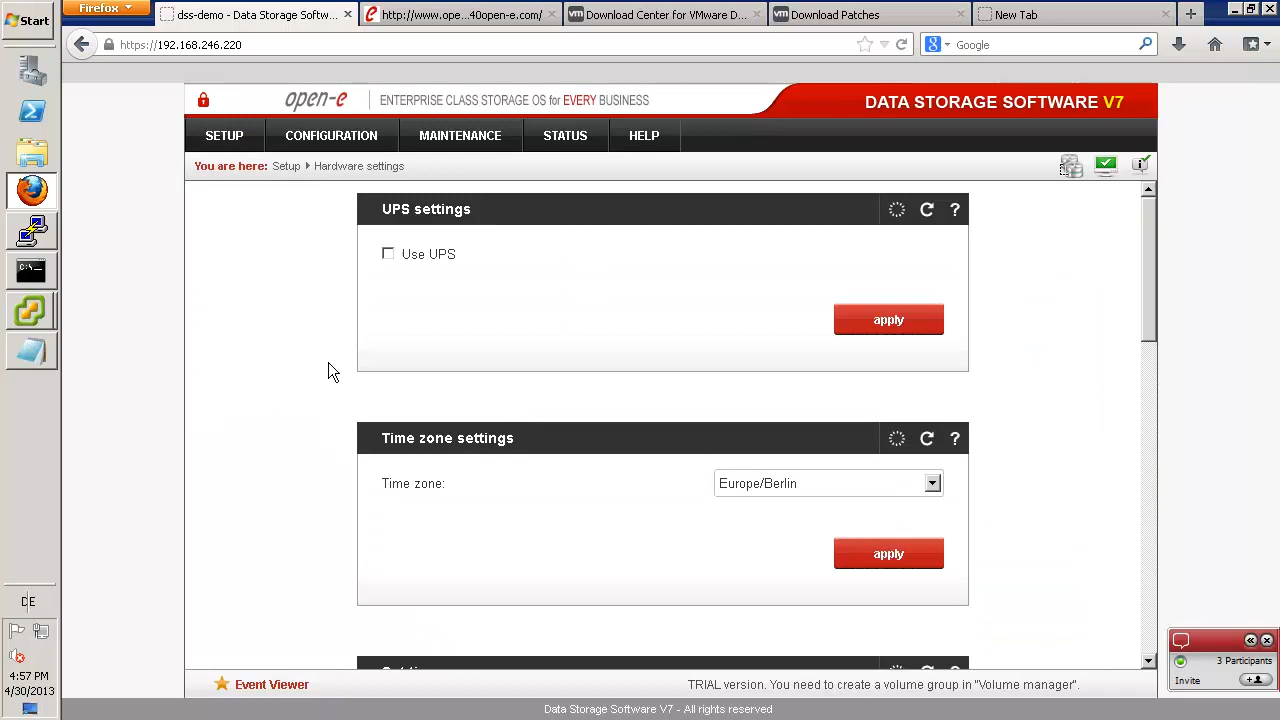 Start
Firefox
dss-demo - Data Storage Softw...
http://www.ope...40open-e.com/
Download Center for VMware D...
Download Patches
New Tab
https://192.168.246.220
Google
open-e
ENTERPRISE CLASS STORAGE OS for EVERY BUSINESS
DATA STORAGE SOFTWARE V7
SETUP
CONFIGURATION
MAINTENANCE
STATUS
HELP
You are here: Setup Hardware settings
UPS settings
?
Use UPS
apply
Time zone settings
?
Time zone:
Europe/Berlin
apply
DE
4:57 PM
4/30/2013
3 Participants
Invite
Event Viewer
TRIAL version. You need to create a volume group in "Volume manager".
Data Storage Software V7 - All rights reserved